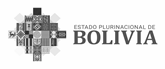 ESTADO PLURINACIONAL DE
BOLIVIA